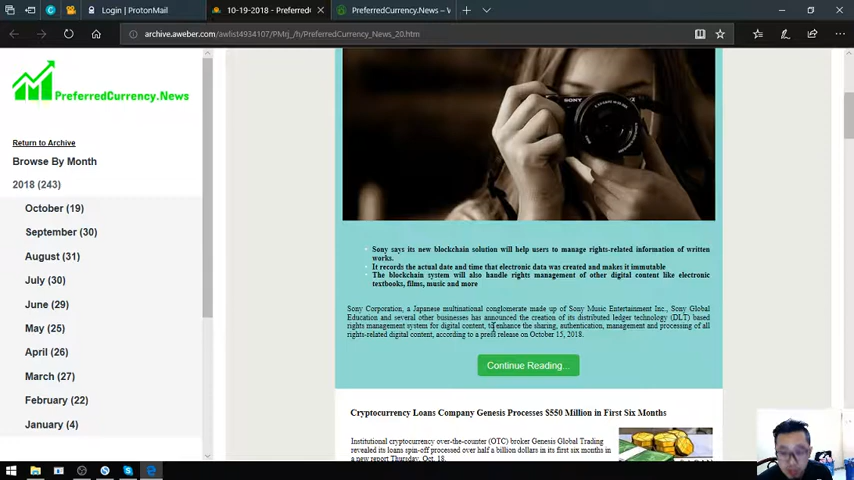 Login | ProtonMail
10-19-2018 - Preferred
PreferredCurrency.News – V
archive.aweber.com/awlist4934107/PMrj_/h/PreferredCurrency_News_20.htm
PreferredCurrency.News
Return to Archive
Browse By Month
2018 (243)
October (19)
September (30)
August (31)
July (30)
June (29)
May (25)
April (26)
March (27)
February (22)
January (4)
SONY
Sony says its new blockchain solution will help users to manage rights-related information of written
works.
It records the actual date and time that electronic data was created and makes it immutable
The blockchain system will also handle rights management of other digital content like electronic
textbooks, films, music and more
Sony Corporation, a Japanese multinational conglomerate made up of Sony Music Entertainment Inc., Sony Global
Education and several other businesses has announced the creation of its distributed ledger technology (DLT) based
rights management system for digital content, to enhance the sharing, authentication, management and processing of all
rights-related digital content, according to a press release on October 15, 2018.
Continue Reading...
Cryptocurrency Loans Company Genesis Processes $550 Million in First Six Months
Institutional cryptocurrency over-the-counter (OTC) broker Genesis Global Trading
revealed its loans spin-off processed over half a billion dollars in its first six months in
a new report Thursday, Oct. 18.